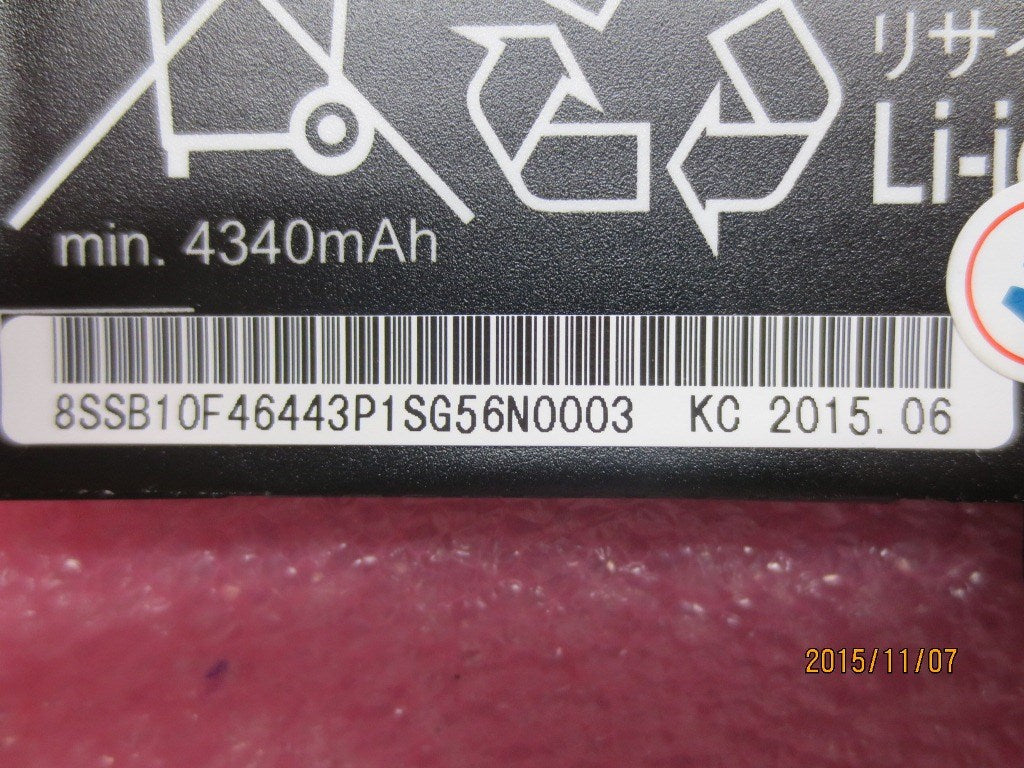 リサイ
Li-i
min. 4340mAh
8SSB10F46443P1SG56N0003 KC 2015.06
2015/11/07